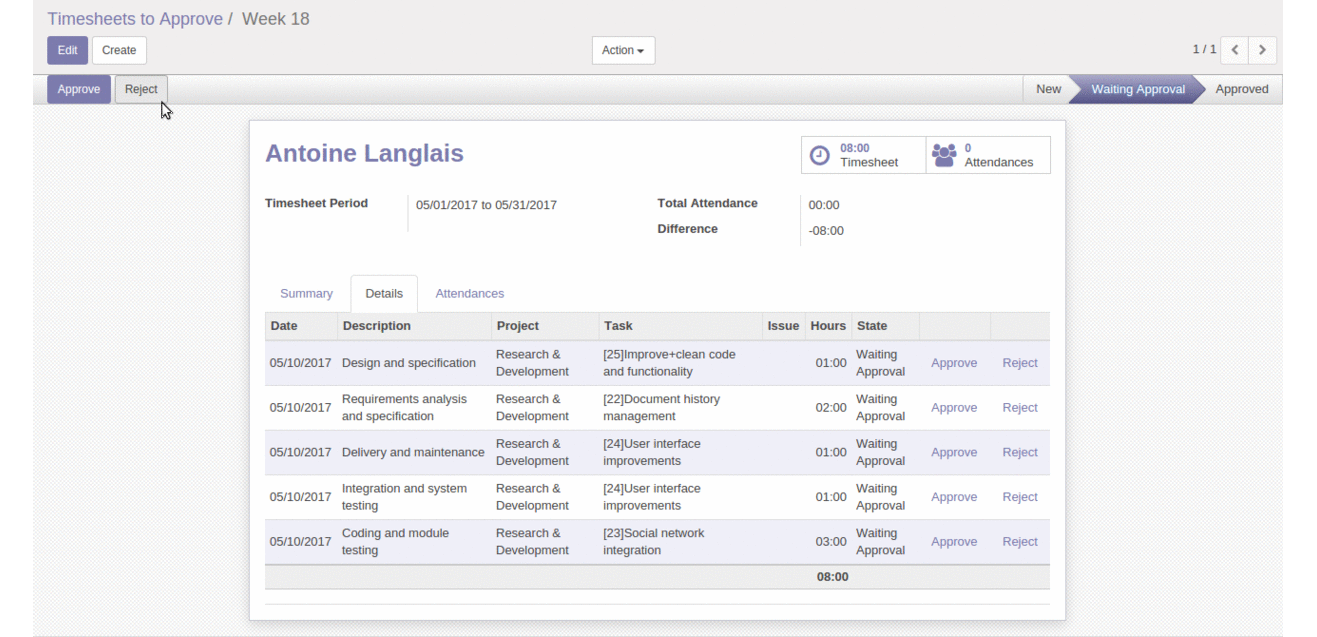 Timesheets to Approve / Week 18
Edit Create Action 1 / 1
Approve Reject New Waiting Approval Approved
Antoine Langlais
08:00
Timesheet
0
Attendances
Timesheet Period 05/01/2017 to 05/31/2017
Total Attendance 00:00
Difference -08:00
Summary Details Attendances
Date Description Project Task Issue Hours State
05/10/2017 Design and specification Research & Development [25]Improve+clean code and functionality 01:00 Waiting Approval Approve Reject
05/10/2017 Requirements analysis and specification Research & Development [22]Document history management 02:00 Waiting Approval Approve Reject
05/10/2017 Delivery and maintenance Research & Development [24]User interface improvements 01:00 Waiting Approval Approve Reject
05/10/2017 Integration and system testing Research & Development [24]User interface improvements 01:00 Waiting Approval Approve Reject
05/10/2017 Coding and module testing Research & Development [23]Social network integration 03:00 Waiting Approval Approve Reject
08:00